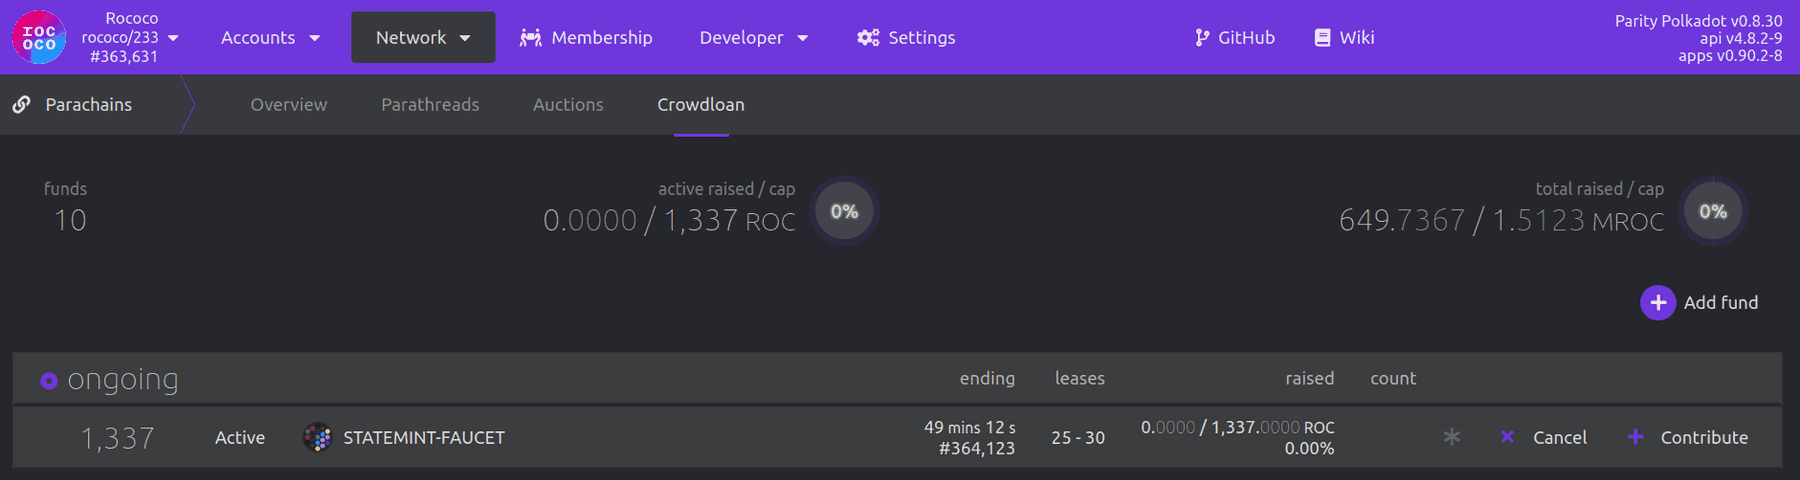 ROC
OCO
Rococo
rococo/233
#363,631
Accounts
Network
Membership
Developer
Settings
GitHub
Wiki
Parity Polkadot v0.8.30
api v4.8.2-9
apps v0.90.2-8
Parachains
Overview
Parathreads
Auctions
Crowdloan
funds
10
active raised / cap
0.0000 / 1,337 ROC
0%
total raised / cap
649.7367 / 1.5123 MROC
0%
Add fund
ongoing
ending
leases
raised
count
1,337
Active
STATEMINT-FAUCET
49 mins 12 s
#364,123
25 - 30
0.0000 / 1,337.0000 ROC
0.00%
Cancel
Contribute